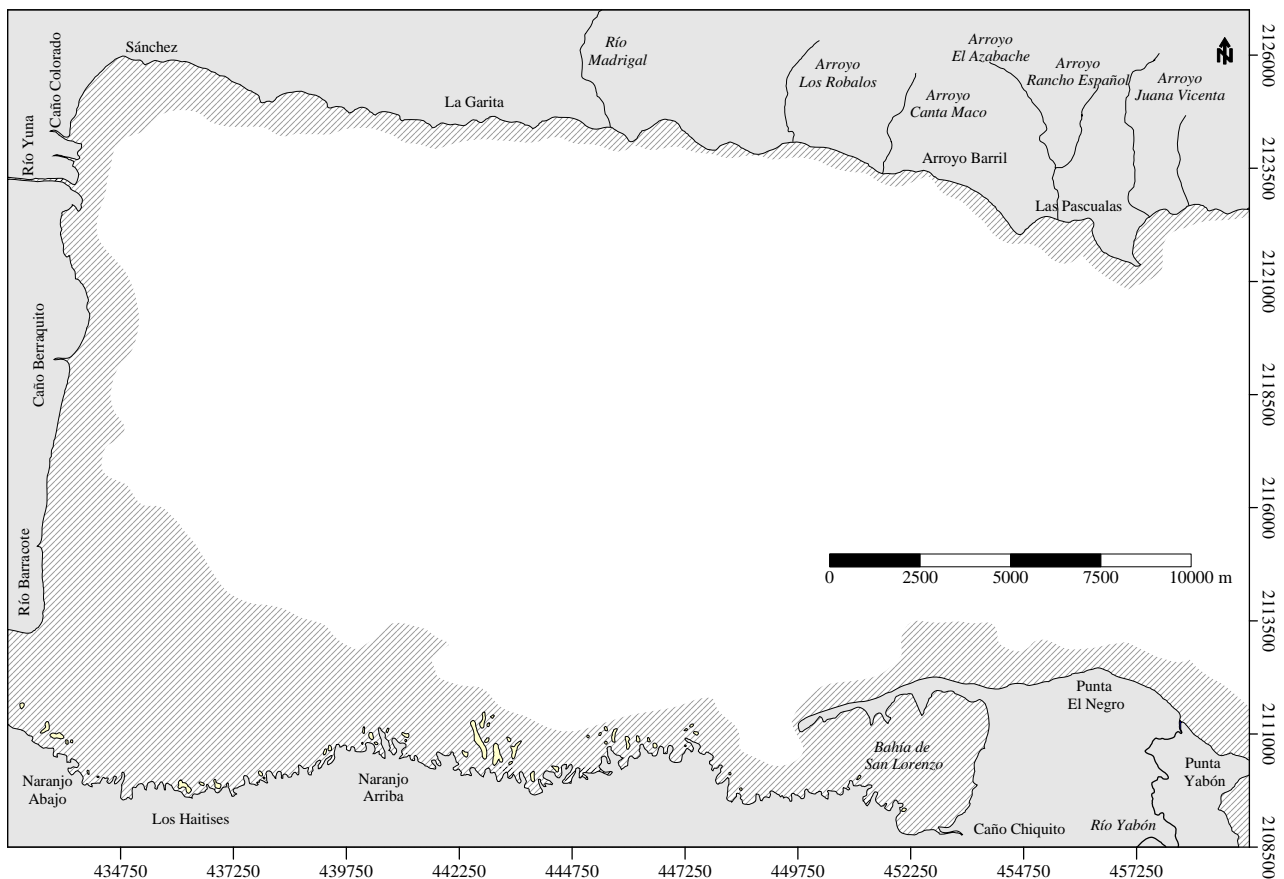 Sánchez
Caño Colorado
Río Yuna
La Garita
Río
Madrigal
Arroyo
Los Robalos
Arroyo
Canta Maco
Arroyo
El Azabache
Arroyo
Rancho Español
Arroyo
Juana Vicenta
N
Arroyo Barril
Las Pascualas
Caño Berraquito
Río Barracote
0
2500
5000
7500
10000 m
Punta
El Negro
Bahía de
San Lorenzo
Punta
Yabón
Río Yabón
Caño Chiquito
Naranjo
Abajo
Los Haitises
Naranjo
Arriba
2126000
2123500
2121000
2118500
2116000
2113500
2111000
2108500
434750
437250
439750
442250
444750
447250
449750
452250
454750
457250